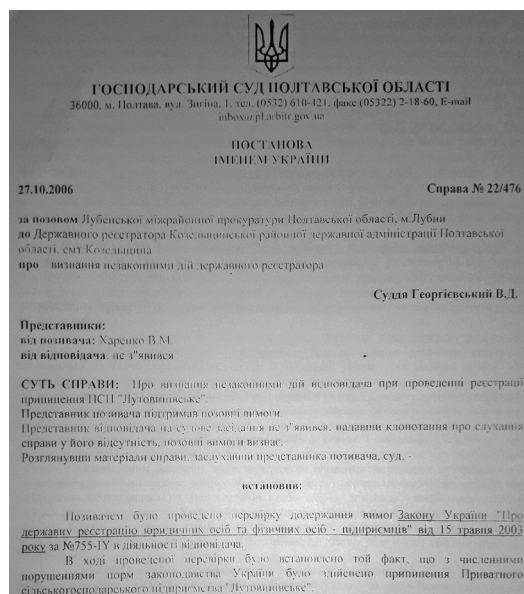 ГОСПОДАРСЬКИЙ СУД ПОЛТАВСЬКОЇ ОБЛАСТІ
36000, м. Полтава, вул. Зигіна, 1, тел. (0532) 610-421, факс (05322) 2-18-60, E-mail
inbox@pl.arbitr.gov.ua
ПОСТАНОВА
ІМЕНЕМ УКРАЇНИ
27.10.2006 Справа № 22/476
за позовом Лубенської міжрайонної прокуратури Полтавської області, м.Лубни
до Державного реєстратора Козельщинської районної державної адміністрації Полтавської
області, смт Козельщина
про визнання незаконними дій державного реєстратора
Суддя Георгієвський В.Д.
Представники:
від позивача: Харенко В.М.
від відповідача: не з"явився
СУТЬ СПРАВИ: Про визнання незаконними дій відповідача при проведенні реєстрації
припинення ПСП "Лутовинівське".
Представник позивача підтримав позовні вимоги.
Представник відповідача на судове засідання не з"явився, надавши клопотання про слухання
справи у його відсутність, позовні вимоги визнає.
Розглянувши матеріали справи, заслухавши представника позивача, суд, -
встановив:
Позивачем було проведено перевірку додержання вимог Закону України "Про
державну реєстрацію юридичних осіб та фізичних осіб - підприємців" від 15 травня 2003
року за №755-IY в діяльності відповідача.
В ході проведеної перевірки було встановлено той факт, що з численними
порушеннями норм законодавства України було здійснено припинення Приватного
сільськогосподарського підприємства "Лутовинівське".